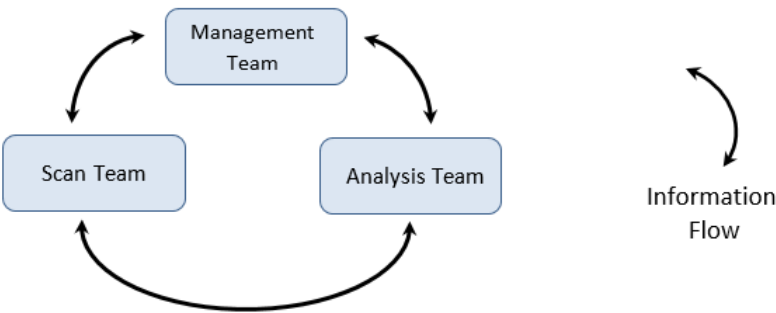 Management
Team
Scan Team
Analysis Team
Information
Flow